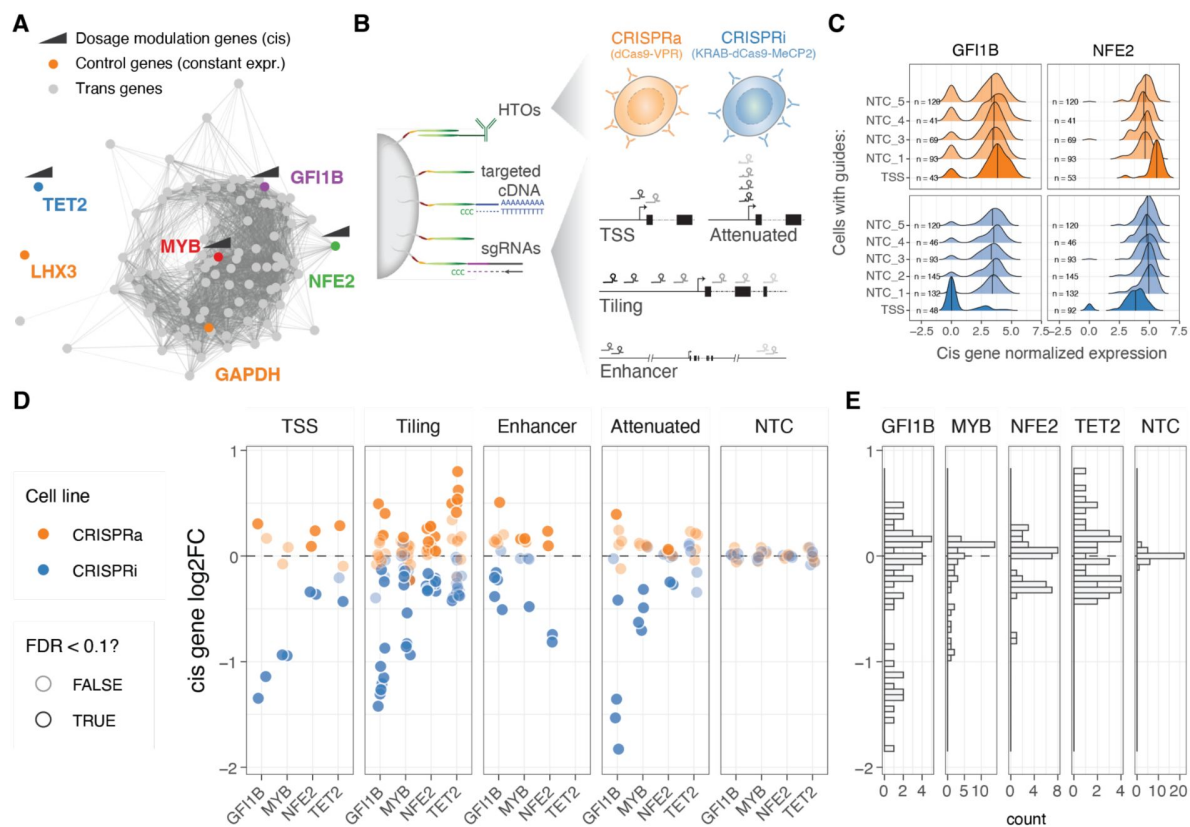 A
Dosage modulation genes (cis)
Control genes (constant expr.)
Trans genes
GFI1B
TET2
MYB
LHX3
NFE2
GAPDH
B
HTOs
targeted
cDNA
AAAAAAAAA
CCC
TTTTTTTTTT
sgRNAs
CCC
CRISPRa
(dCas9-VPR)
CRISPRi
(KRAB-dCas9-MeCP2)
TSS
Attenuated
Tiling
Enhancer
C
GFI1B
NFE2
Cells with guides:
NTC_5
n = 120
n = 120
NTC_4
n = 41
n = 41
NTC_3
n = 69
n = 69
NTC_1
n = 93
n = 93
TSS
n = 43
n = 53
NTC_5
n = 120
n = 120
NTC_4
n = 46
n = 46
NTC_3
n = 93
n = 93
NTC_2
n = 145
n = 145
NTC_1
n = 132
n = 132
TSS
n = 48
n = 92
−2.5 0 2.5 5.0 7.5
−2.5 0 2.5 5.0 7.5
Cis gene normalized expression
D
Cell line
CRISPRa
CRISPRi
FDR < 0.1?
FALSE
TRUE
cis gene log2FC
TSS
Tiling
Enhancer
Attenuated
NTC
1
0
−1
−2
GFI1B
MYB
NFE2
TET2
GFI1B
MYB
NFE2
TET2
GFI1B
MYB
NFE2
TET2
GFI1B
MYB
NFE2
TET2
GFI1B
MYB
NFE2
TET2
E
GFI1B
MYB
NFE2
TET2
NTC
1
0
−1
−2
0 2 4
0 5 10
0 2 4 6 8
0 2 4
0 10 20
count